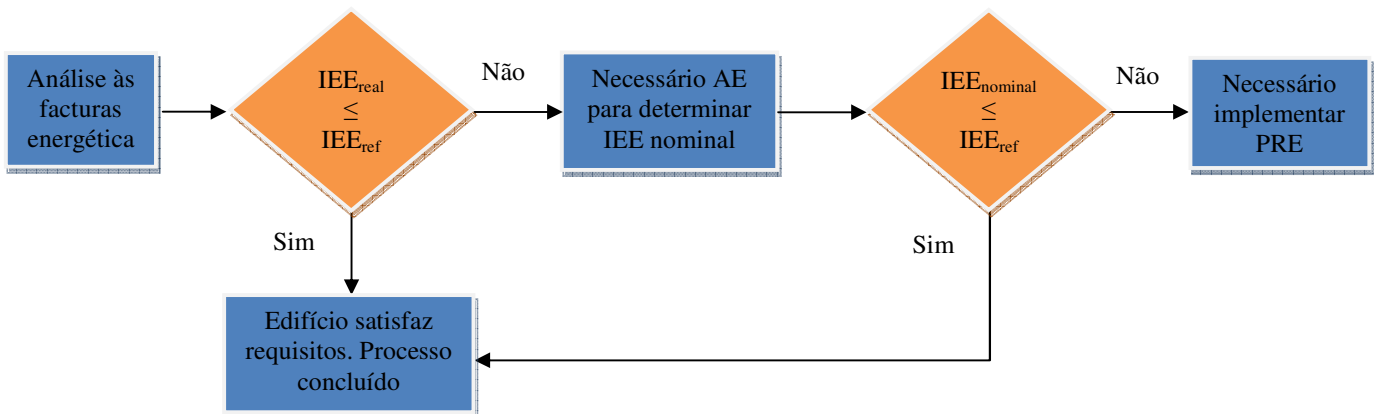 Análise às
facturas
energética
IEEreal
≤
IEEref
Não
Necessário AE
para determinar
IEE nominal
IEEnominal
≤
IEEref
Não
Necessário
implementar
PRE
Sim
Sim
Edifício satisfaz
requisitos. Processo
concluído